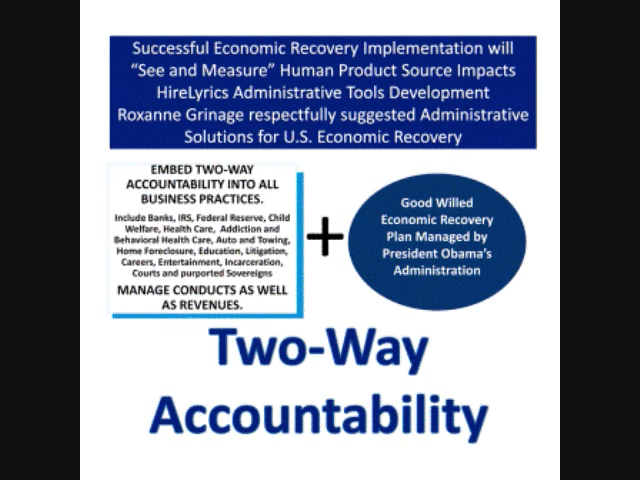 Successful Economic Recovery Implementation will
“See and Measure” Human Product Source Impacts
HireLyrics Administrative Tools Development
Roxanne Grinage respectfully suggested Administrative
Solutions for U.S. Economic Recovery
EMBED TWO-WAY
ACCOUNTABILITY INTO ALL
BUSINESS PRACTICES.
Include Banks, IRS, Federal Reserve, Child
Welfare, Health Care, Addiction and
Behavioral Health Care, Auto and Towing,
Home Foreclosure, Education, Litigation,
Careers, Entertainment, Incarceration,
Courts and purported Sovereigns
MANAGE CONDUCTS AS WELL
AS REVENUES.
+
Good Willed
Economic Recovery
Plan Managed by
President Obama’s
Administration
Two-Way
Accountability